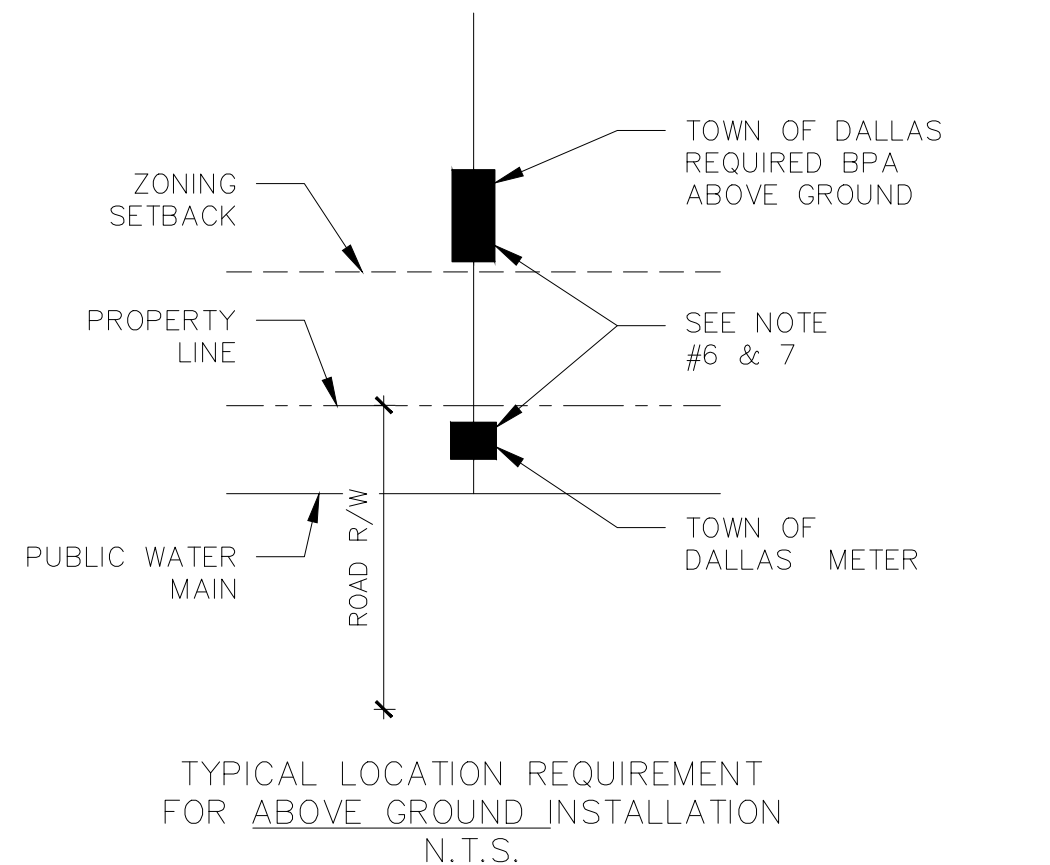 TOWN OF DALLAS
REQUIRED BPA
ABOVE GROUND
ZONING
SETBACK
PROPERTY
LINE
SEE NOTE
#6 & 7
ROAD R/W
TOWN OF
DALLAS METER
PUBLIC WATER
MAIN
TYPICAL LOCATION REQUIREMENT
FOR ABOVE GROUND INSTALLATION
N.T.S.